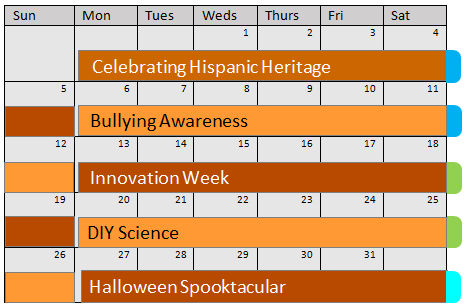 Sun Mon Tues Weds Thurs Fri Sat
1 2 3 4
Celebrating Hispanic Heritage
5 6 7 8 9 10 11
Bullying Awareness
12 13 14 15 16 17 18
Innovation Week
19 20 21 22 23 24 25
DIY Science
26 27 28 29 30 31
Halloween Spooktacular